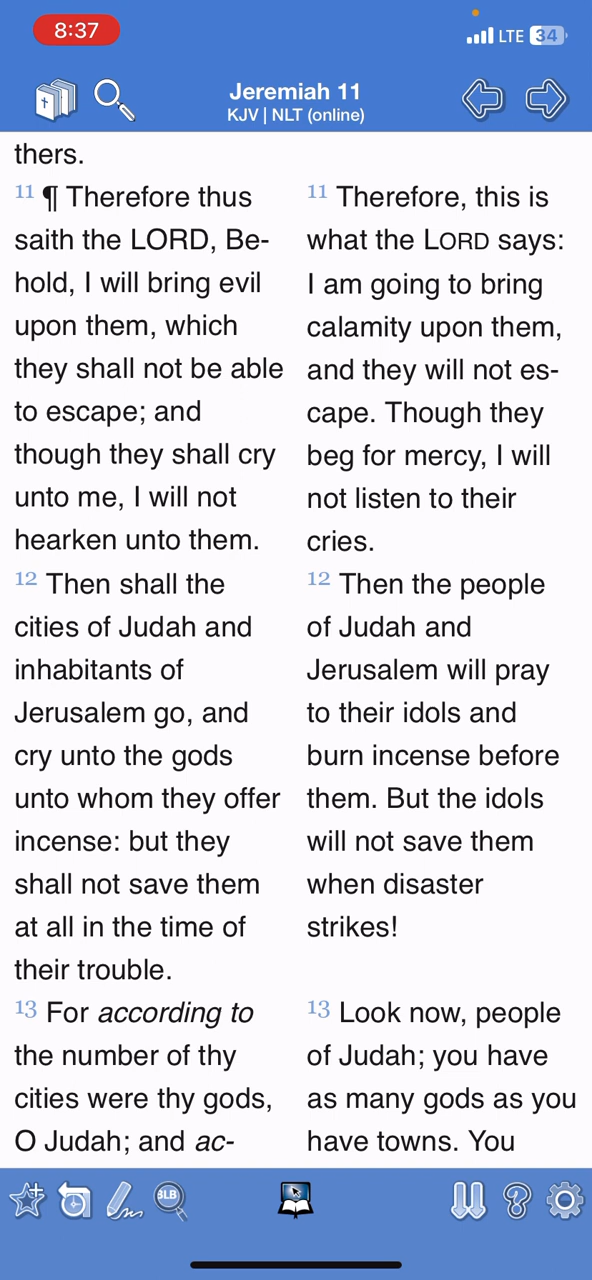 8:37
LTE 34
Jeremiah 11
KJV | NLT (online)
thers.
11 ¶ Therefore thus
saith the LORD, Be-
hold, I will bring evil
upon them, which
they shall not be able
to escape; and
though they shall cry
unto me, I will not
hearken unto them.
12 Then shall the
cities of Judah and
inhabitants of
Jerusalem go, and
cry unto the gods
unto whom they offer
incense: but they
shall not save them
at all in the time of
their trouble.
13 For according to
the number of thy
cities were thy gods,
O Judah; and ac-
11 Therefore, this is
what the LORD says:
I am going to bring
calamity upon them,
and they will not es-
cape. Though they
beg for mercy, I will
not listen to their
cries.
12 Then the people
of Judah and
Jerusalem will pray
to their idols and
burn incense before
them. But the idols
will not save them
when disaster
strikes!
13 Look now, people
of Judah; you have
as many gods as you
have towns. You
BLB